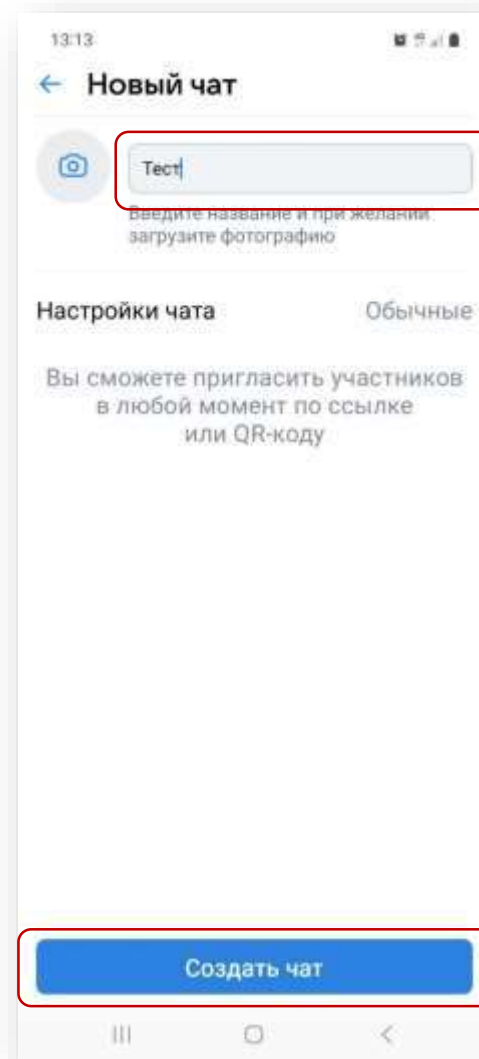 13:13
Новый чат
Тест
Введите название и при желании
загрузите фотографию
Настройки чата Обычные
Вы сможете пригласить участников
в любой момент по ссылке
или QR-коду
Создать чат